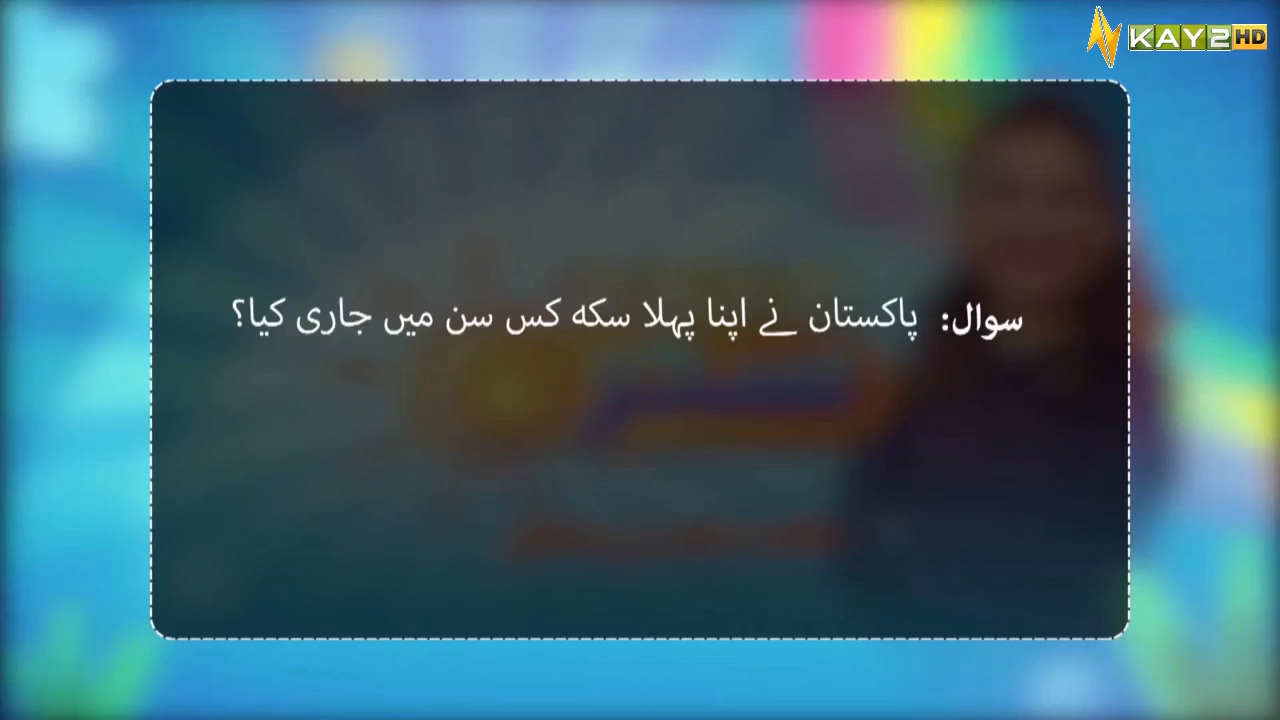 KAY2 HD
سوال: پاکستان نے اپنا پہلا سکہ کس سن میں جاری کیا؟